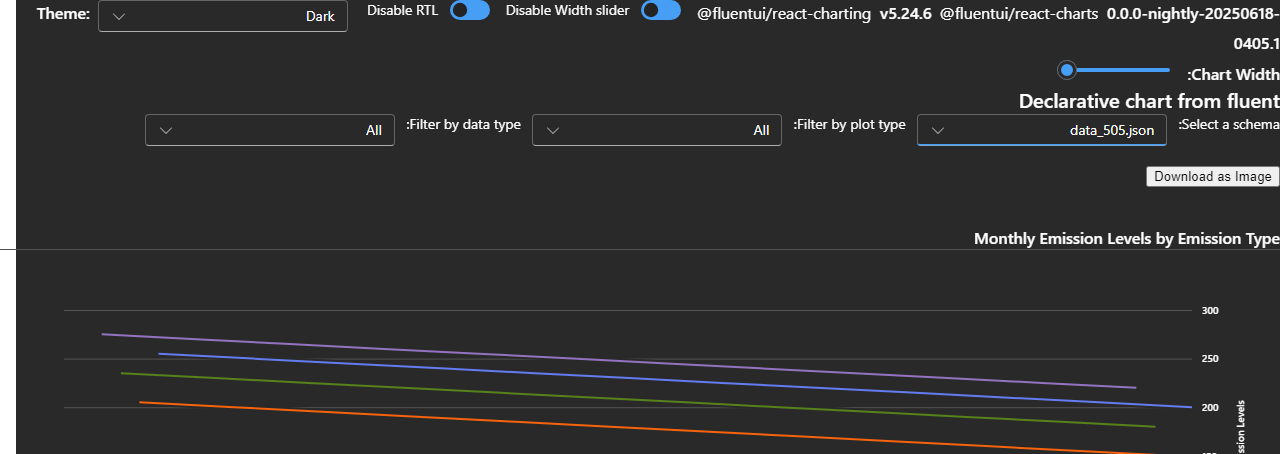 Theme: Dark Disable RTL Disable Width slider @fluentui/react-charting v5.24.6 @fluentui/react-charts 0.0.0-nightly-20250618-
0405.1
:Chart Width
Declarative chart from fluent
:Select a schema data_505.json :Filter by plot type All :Filter by data type All
Download as Image
Monthly Emission Levels by Emission Type
300
250
200